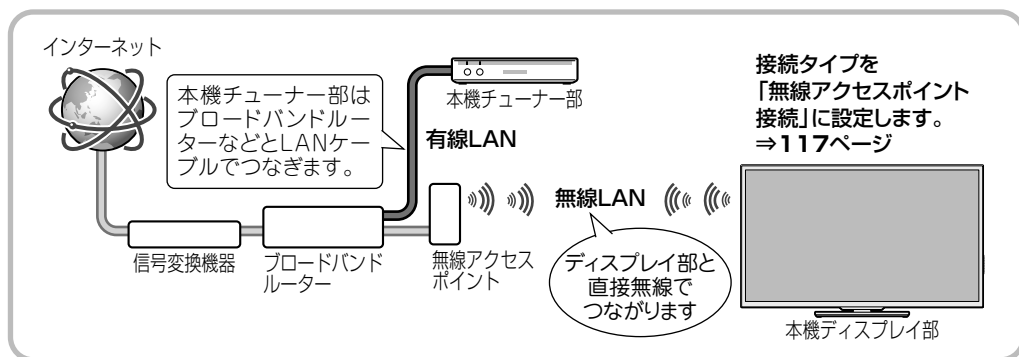 インターネット
本機チューナー部は
ブロードバンドルー
ターなどとLANケー
ブルでつなぎます。
本機チューナー部
有線LAN
接続タイプを
「無線アクセスポイント
接続」に設定します。
⇒117ページ
無線LAN
信号変換機器
ブロードバンド
ルーター
無線アクセス
ポイント
ディスプレイ部と
直接無線で
つながります
本機ディスプレイ部